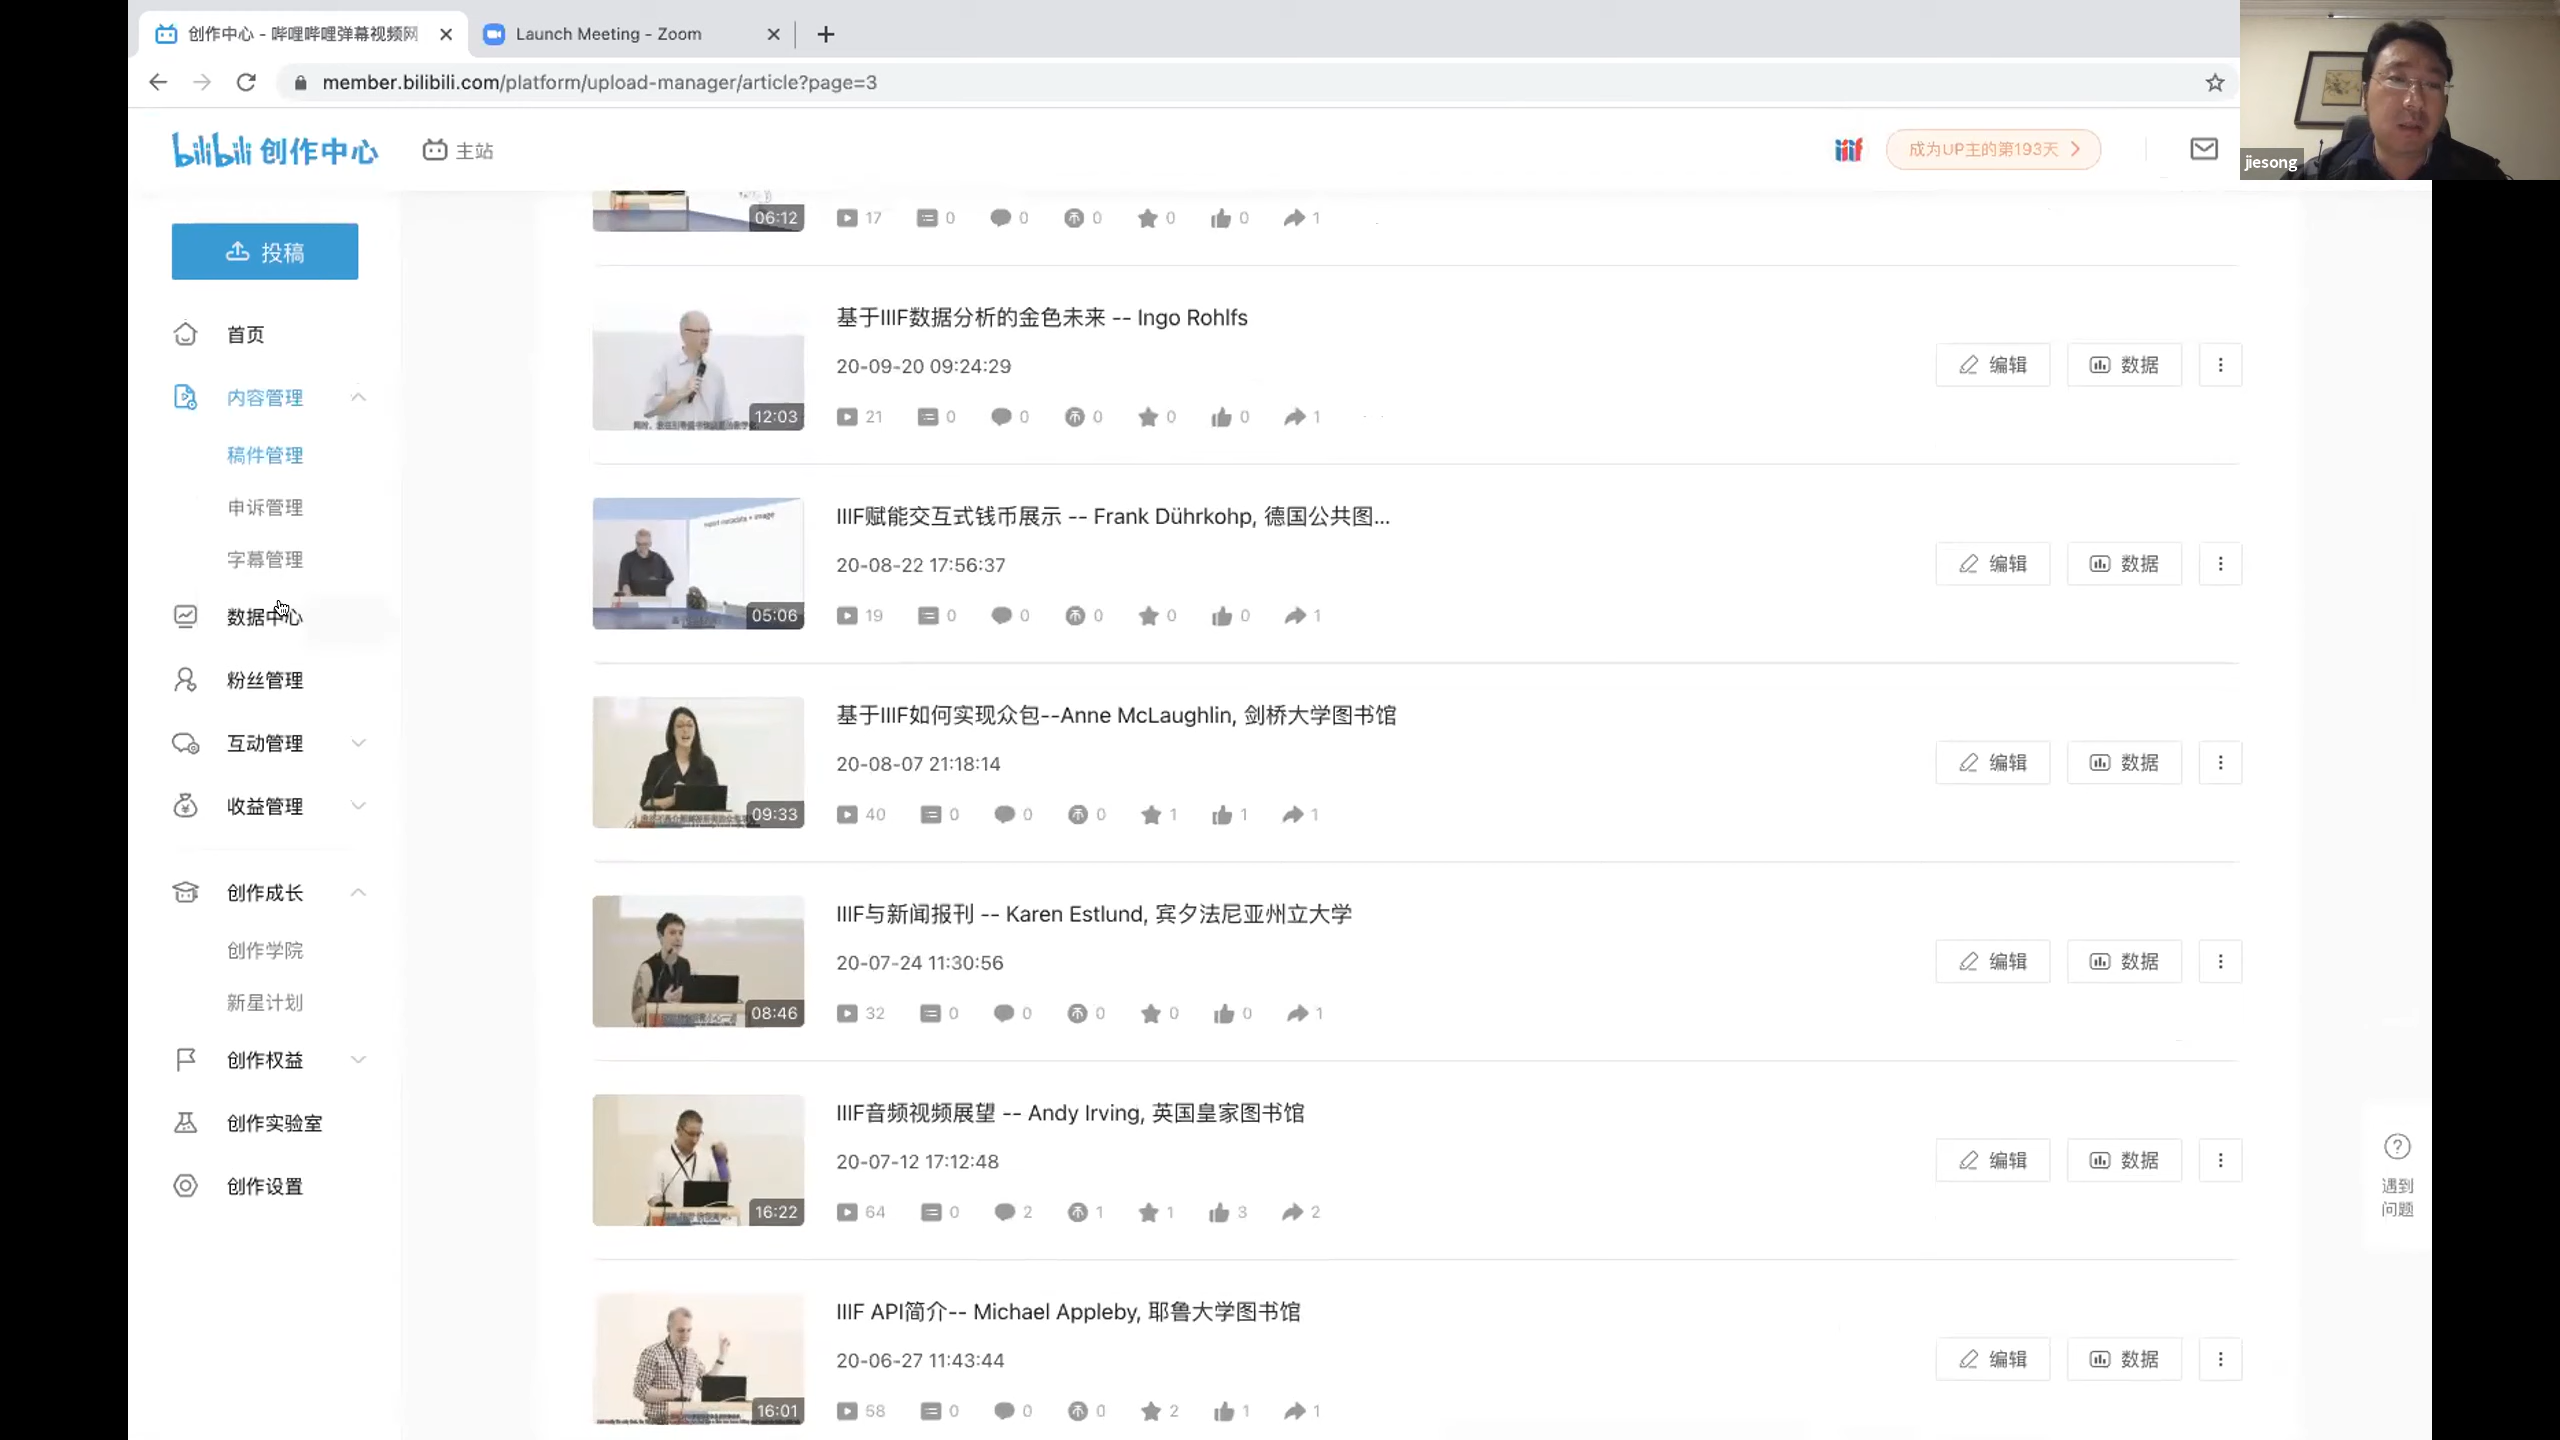 创作中心 - 哔哩哔哩弹幕视频网
Launch Meeting - Zoom
member.bilibili.com/platform/upload-manager/article?page=3
bilibili 创作中心
主站
iiif
成为UP主的第193天
jiesong
投稿
首页
内容管理
稿件管理
申诉管理
字幕管理
数据中心
粉丝管理
互动管理
收益管理
创作成长
创作学院
新星计划
创作权益
创作实验室
创作设置
06:12
17 0 0 0 0 0 1
基于IIIF数据分析的金色未来 -- Ingo Rohlfs
20-09-20 09:24:29
12:03
21 0 0 0 0 0 1
编辑 数据
IIIF赋能交互式钱币展示 -- Frank Dührkohp, 德国公共图...
20-08-22 17:56:37
05:06
19 0 0 0 0 0 1
编辑 数据
基于IIIF如何实现众包--Anne McLaughlin, 剑桥大学图书馆
20-08-07 21:18:14
09:33
40 0 0 0 1 1 1
编辑 数据
IIIF与新闻报刊 -- Karen Estlund, 宾夕法尼亚州立大学
20-07-24 11:30:56
08:46
32 0 0 0 0 0 1
编辑 数据
IIIF音频视频展望 -- Andy Irving, 英国皇家图书馆
20-07-12 17:12:48
16:22
64 0 2 1 1 3 2
编辑 数据
IIIF API简介-- Michael Appleby, 耶鲁大学图书馆
20-06-27 11:43:44
16:01
58 0 0 0 2 1 1
编辑 数据
遇到
问题